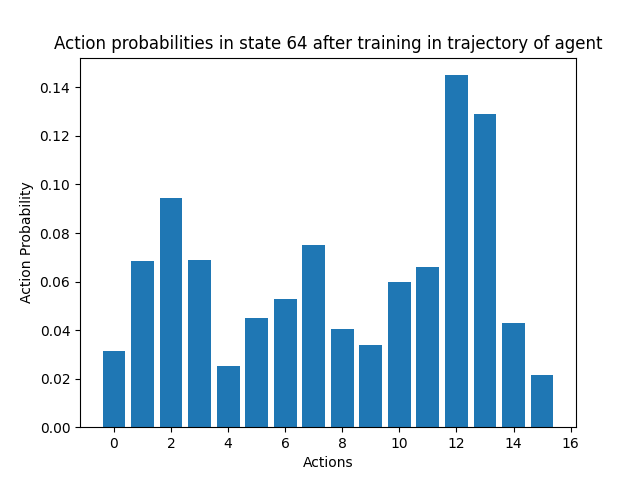 Action probabilities in state 64 after training in trajectory of agent
0.14
0.12
0.10
0.08
0.06
0.04
0.02
0.00
Action Probability
0 2 4 6 8 10 12 14 16
Actions